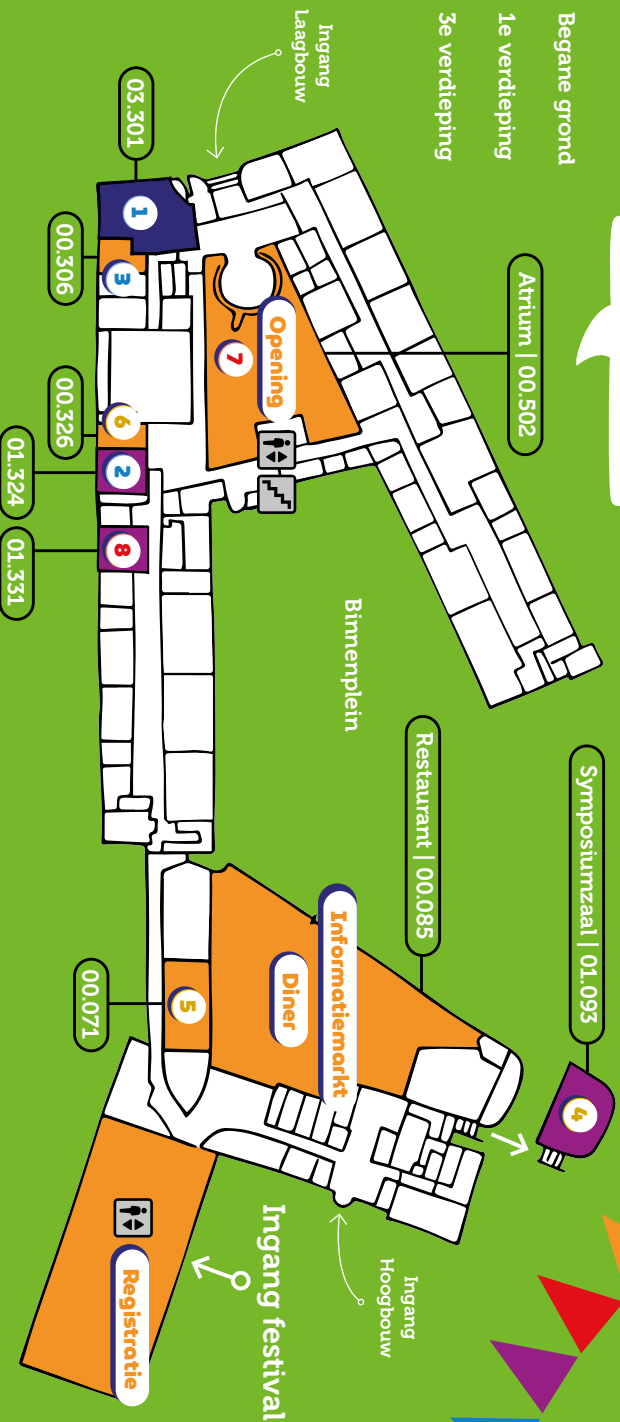 Begane grond
1e verdieping
3e verdieping
Ingang
Laagbouw
03.301
1
00.306
3
Atrium | 00.502
Opening
7
00.326
6
01.324
2
01.331
8
Binnenplein
Restaurant | 00.085
Symposiumzaal | 01.093
4
Informatiemarkt
Diner
5
00.071
Ingang
Hoogbouw
Ingang festival
Registratie